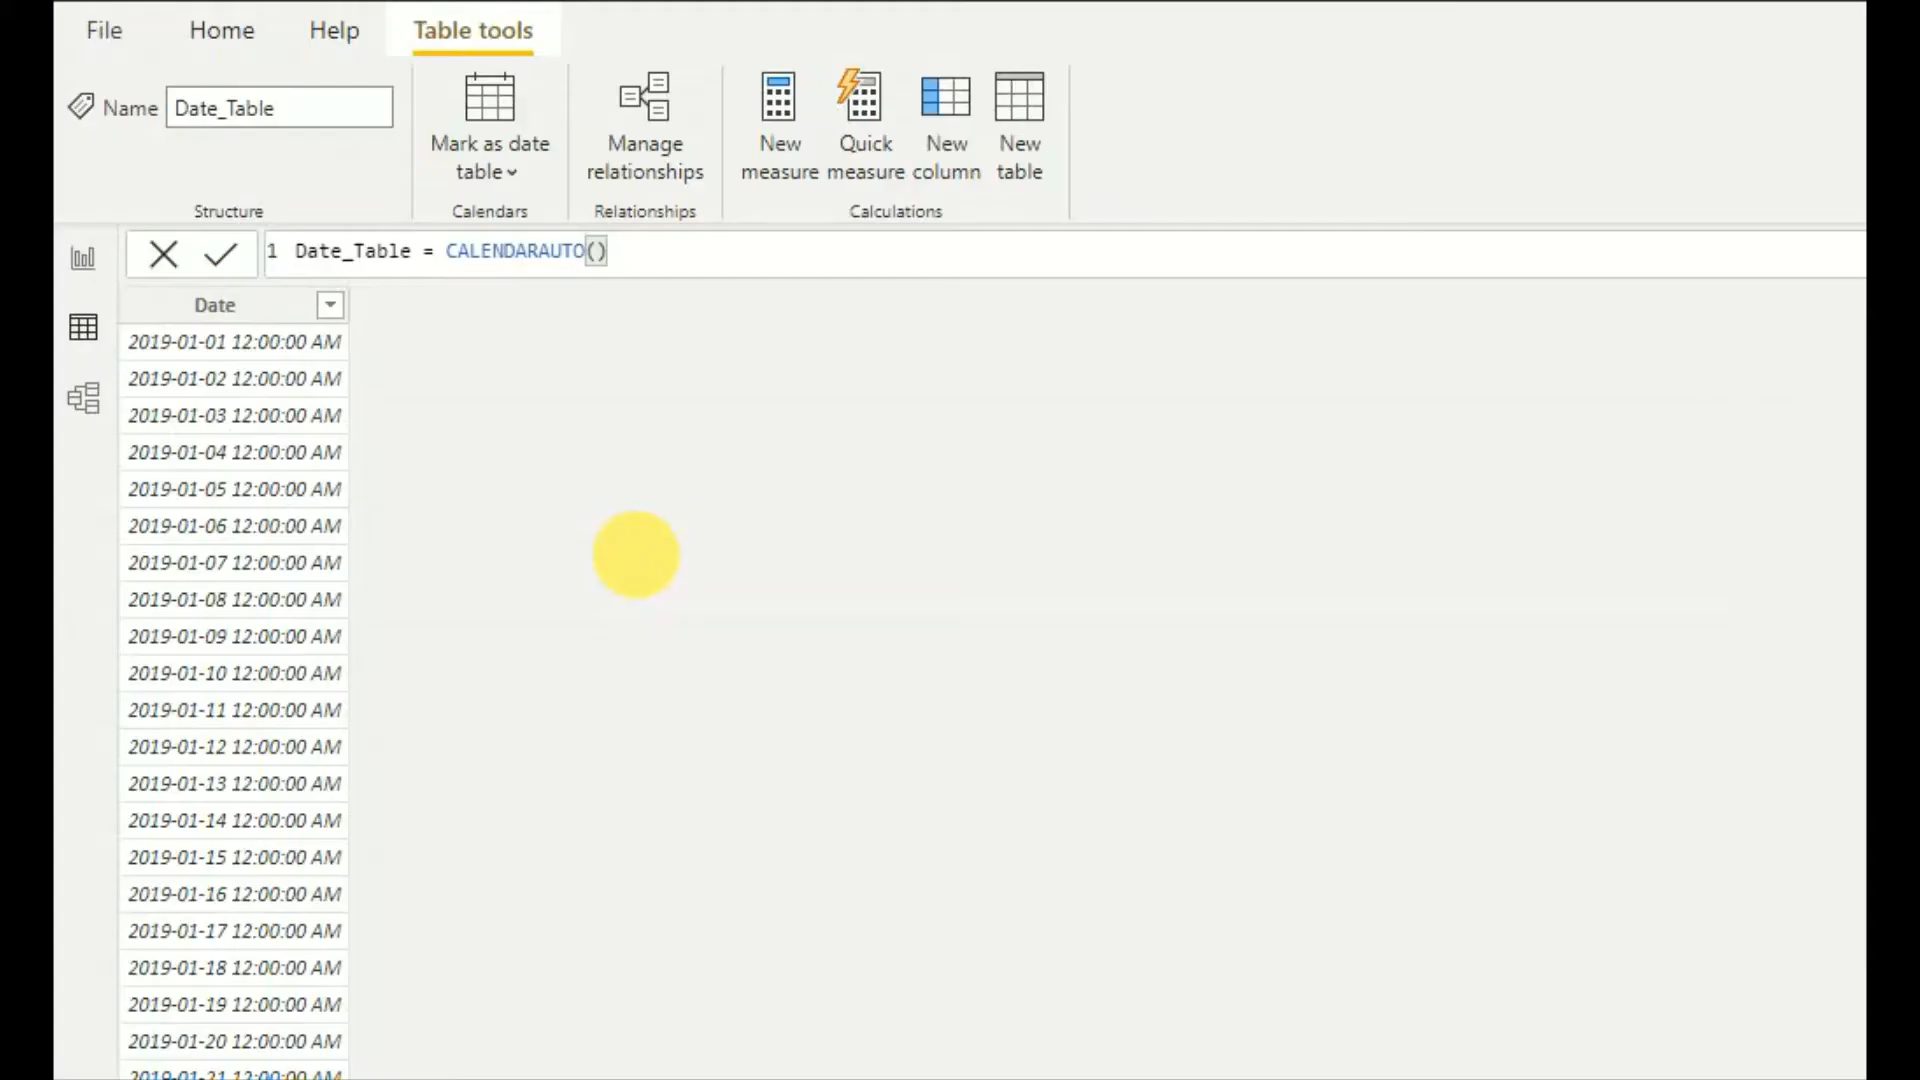 File Home Help Table tools
Name Date_Table
Mark as date
table
Manage
relationships
New
measure
Quick
measure
New
column
New
table
Structure Calendars Relationships Calculations
1 Date_Table = CALENDARAUTO()
Date
2019-01-01 12:00:00 AM
2019-01-02 12:00:00 AM
2019-01-03 12:00:00 AM
2019-01-04 12:00:00 AM
2019-01-05 12:00:00 AM
2019-01-06 12:00:00 AM
2019-01-07 12:00:00 AM
2019-01-08 12:00:00 AM
2019-01-09 12:00:00 AM
2019-01-10 12:00:00 AM
2019-01-11 12:00:00 AM
2019-01-12 12:00:00 AM
2019-01-13 12:00:00 AM
2019-01-14 12:00:00 AM
2019-01-15 12:00:00 AM
2019-01-16 12:00:00 AM
2019-01-17 12:00:00 AM
2019-01-18 12:00:00 AM
2019-01-19 12:00:00 AM
2019-01-20 12:00:00 AM
2019-01-21 12:00:00 AM